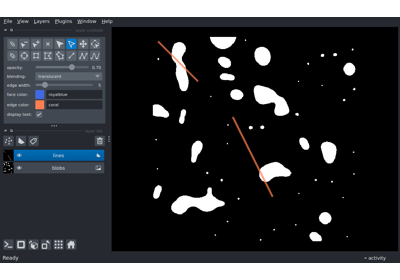 File View Layers Plugins Window Help
opacity: 0.70
blending: translucent
edge width: 5
face color: royalblue
edge color: coral
display text:
lines
blobs
Ready
activity